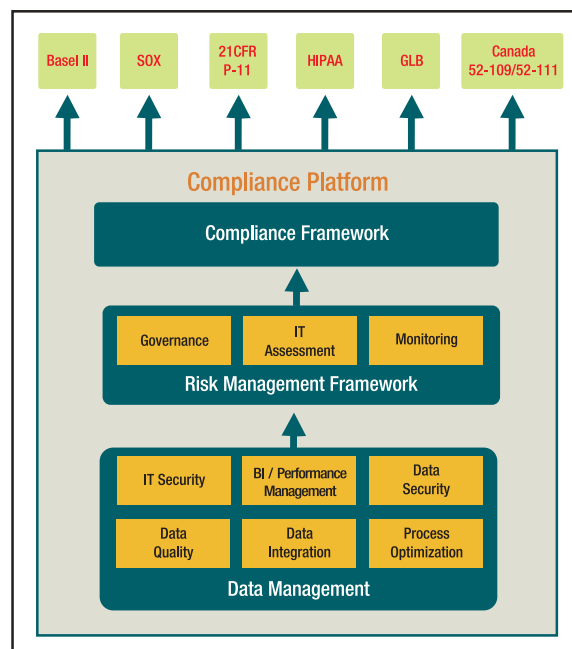 Basel II
SOX
21CFR
P-11
HIPAA
GLB
Canada
52-109/52-111
Compliance Platform
Compliance Framework
Governance
IT
Assessment
Monitoring
Risk Management Framework
IT Security
BI / Performance
Management
Data
Security
Data
Quality
Data
Integration
Process
Optimization
Data Management